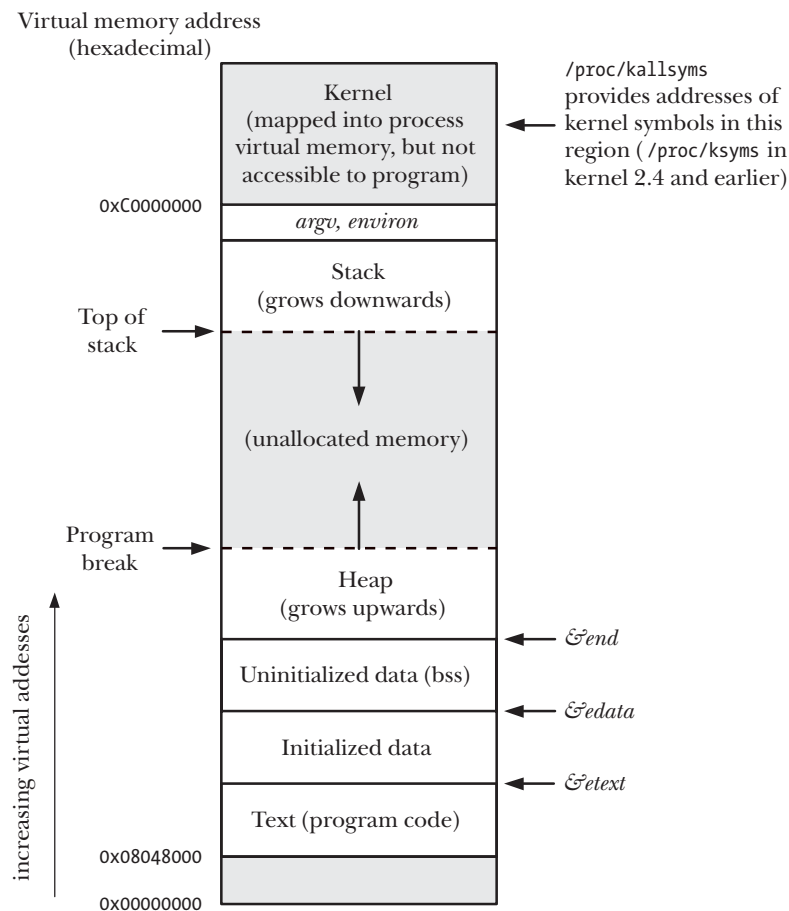 Virtual memory address
(hexadecimal)
/proc/kallsyms
provides addresses of
kernel symbols in this
region ( /proc/ksyms in
kernel 2.4 and earlier)
Kernel
(mapped into process
virtual memory, but not
accessible to program)
0xC0000000
argv, environ
Stack
(grows downwards)
Top of
stack
(unallocated memory)
Program
break
Heap
(grows upwards)
&end
Uninitialized data (bss)
&edata
Initialized data
&etext
Text (program code)
0x08048000
0x00000000
increasing virtual addesses